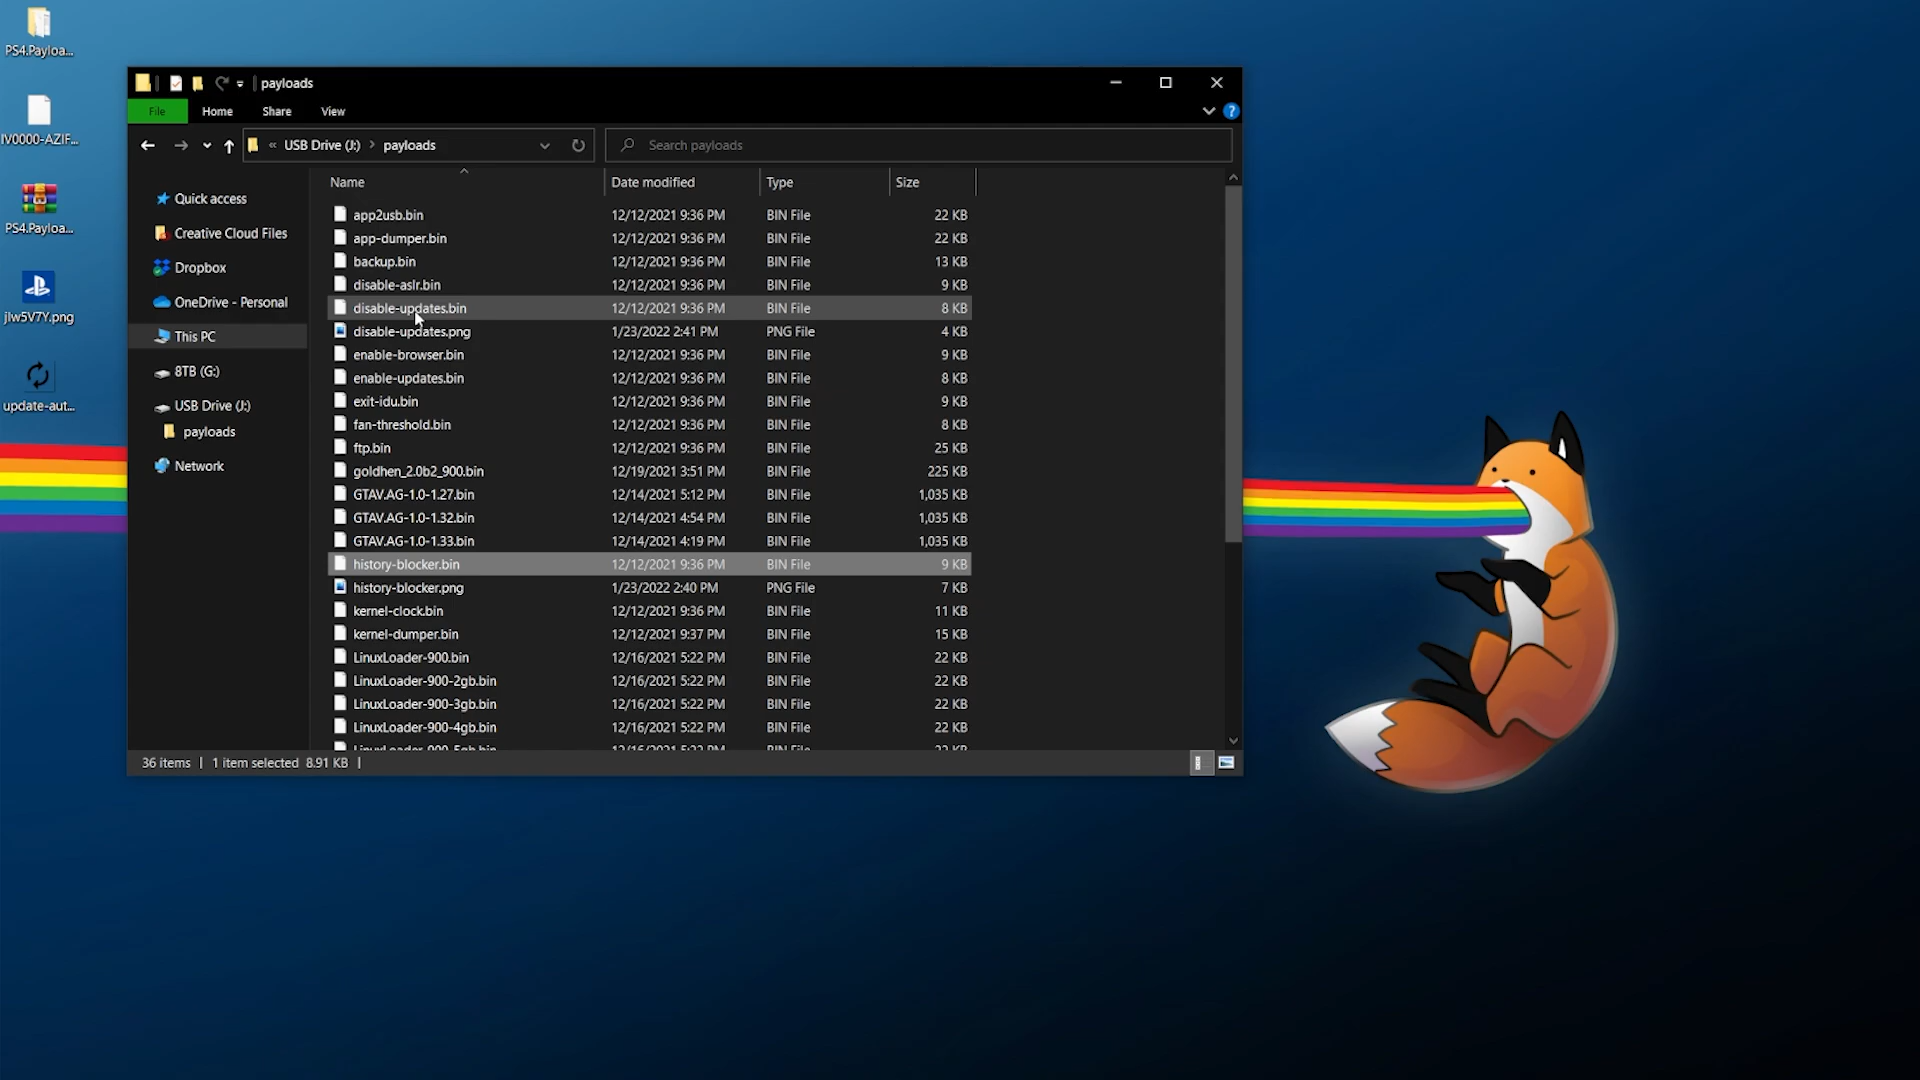 PS4.Payloa...
IV0000-AZIF...
PS4.Payloa...
jlw5V7Y.png
update-aut...
payloads
File Home Share View
?
« USB Drive (J:) > payloads
Search payloads
Name Date modified Type Size
Quick access
Creative Cloud Files
Dropbox
OneDrive - Personal
This PC
8TB (G:)
USB Drive (J:)
payloads
Network
app2usb.bin 12/12/2021 9:36 PM BIN File 22 KB
app-dumper.bin 12/12/2021 9:36 PM BIN File 22 KB
backup.bin 12/12/2021 9:36 PM BIN File 13 KB
disable-aslr.bin 12/12/2021 9:36 PM BIN File 9 KB
disable-updates.bin 12/12/2021 9:36 PM BIN File 8 KB
disable-updates.png 1/23/2022 2:41 PM PNG File 4 KB
enable-browser.bin 12/12/2021 9:36 PM BIN File 9 KB
enable-updates.bin 12/12/2021 9:36 PM BIN File 8 KB
exit-idu.bin 12/12/2021 9:36 PM BIN File 9 KB
fan-threshold.bin 12/12/2021 9:36 PM BIN File 8 KB
ftp.bin 12/12/2021 9:36 PM BIN File 25 KB
goldhen_2.0b2_900.bin 12/19/2021 3:51 PM BIN File 225 KB
GTAV.AG-1.0-1.27.bin 12/14/2021 5:12 PM BIN File 1,035 KB
GTAV.AG-1.0-1.32.bin 12/14/2021 4:54 PM BIN File 1,035 KB
GTAV.AG-1.0-1.33.bin 12/14/2021 4:19 PM BIN File 1,035 KB
history-blocker.bin 12/12/2021 9:36 PM BIN File 9 KB
history-blocker.png 1/23/2022 2:40 PM PNG File 7 KB
kernel-clock.bin 12/12/2021 9:36 PM BIN File 11 KB
kernel-dumper.bin 12/12/2021 9:37 PM BIN File 15 KB
LinuxLoader-900.bin 12/16/2021 5:22 PM BIN File 22 KB
LinuxLoader-900-2gb.bin 12/16/2021 5:22 PM BIN File 22 KB
LinuxLoader-900-3gb.bin 12/16/2021 5:22 PM BIN File 22 KB
LinuxLoader-900-4gb.bin 12/16/2021 5:22 PM BIN File 22 KB
LinuxLoader-900-5gb.bin 12/16/2021 5:22 PM BIN File 22 KB
36 items | 1 item selected 8.91 KB |